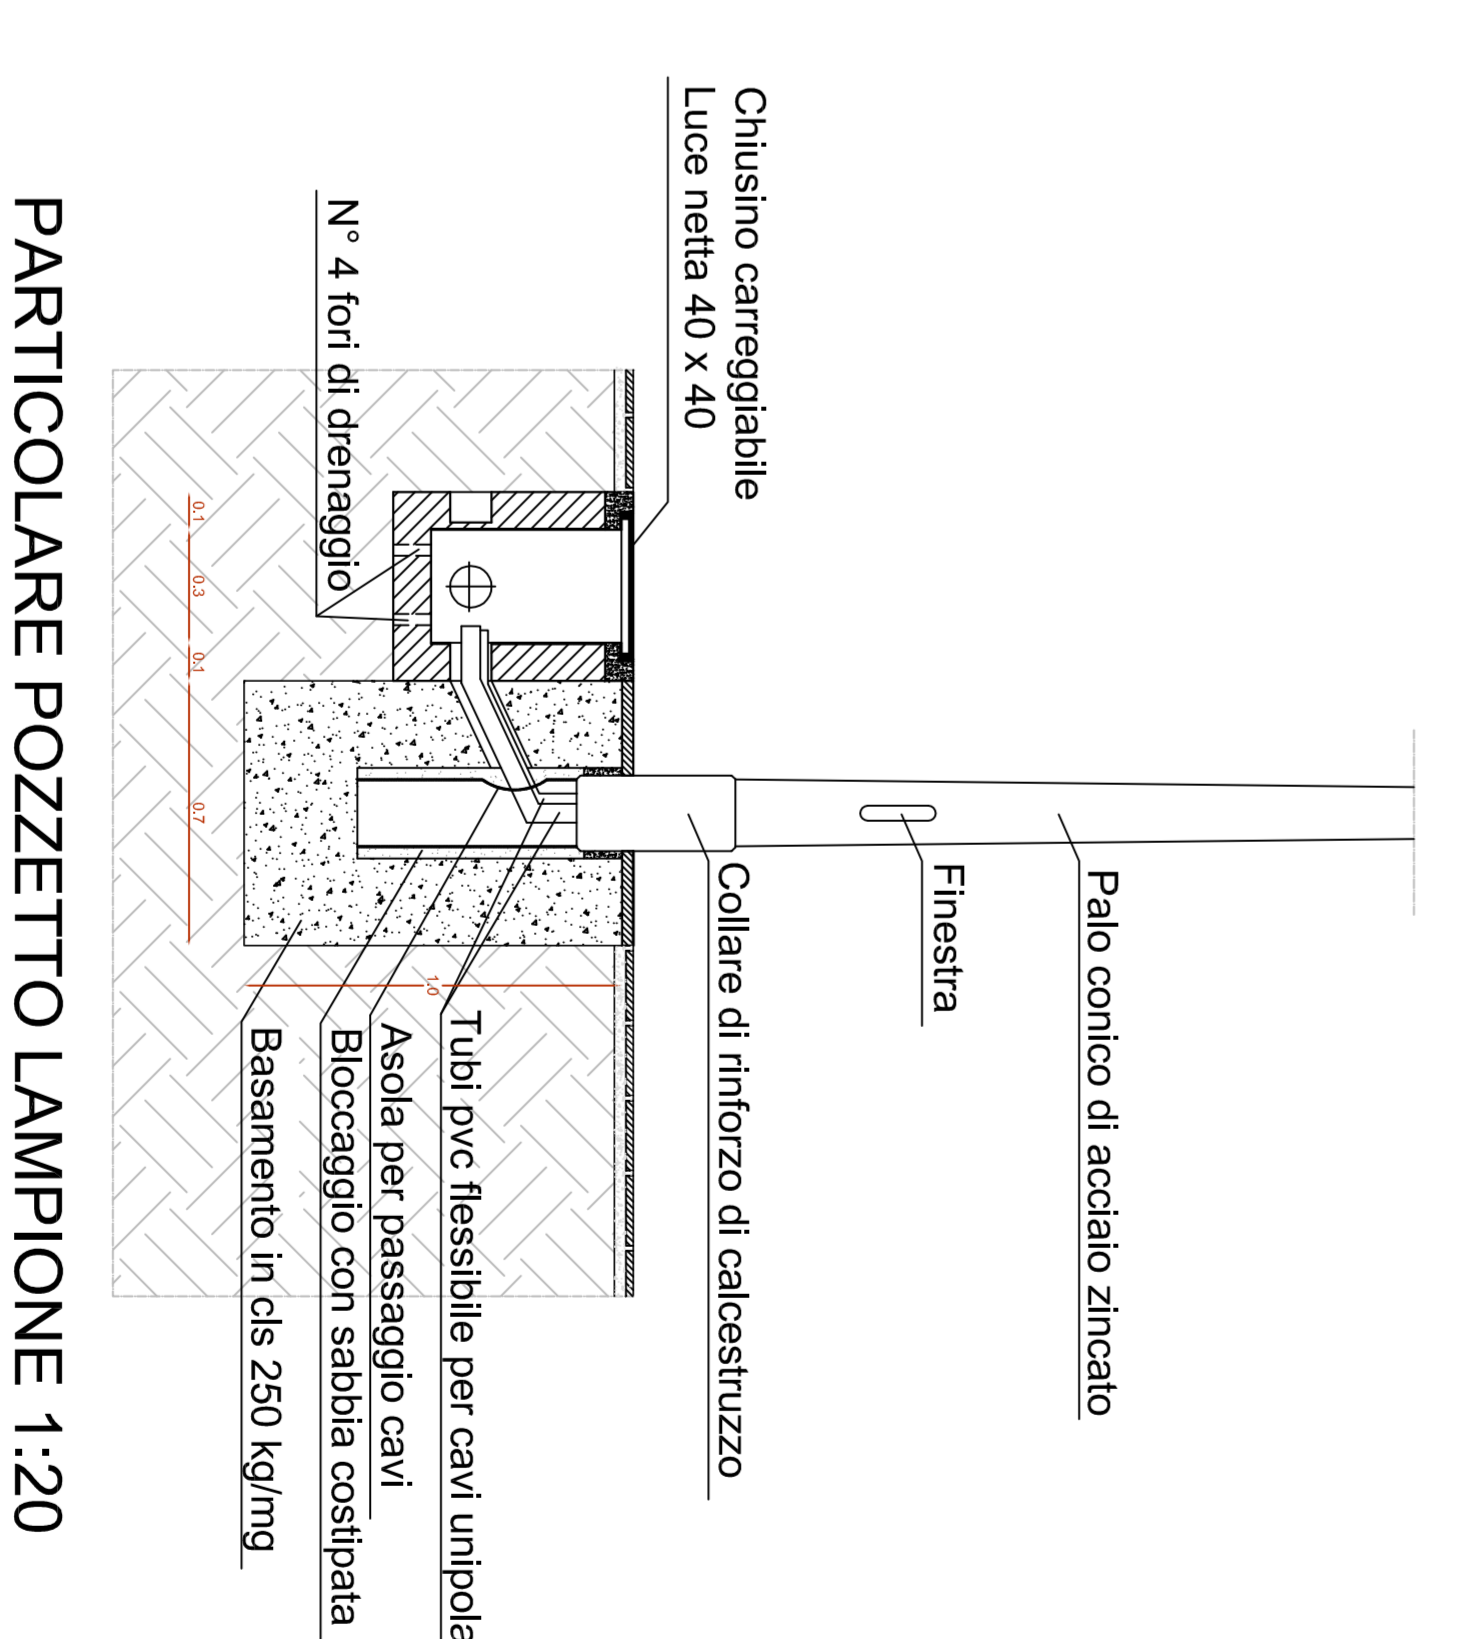 Palo conico di acciaio zincato
Finestra
Chiusino carreggiabile
Luce netta 40 x 40
Collare di rinforzo di calcestruzzo
Tubi pvc flessibile per cavi unipola
Asola per passaggio cavi
N° 4 fori di drenaggio
Bloccaggio con sabbia costipata
Basamento in cls 250 kg/mg
1.0
0.1
0.3
0.1
0.7
PARTICOLARE POZZETTO LAMPIONE 1:20